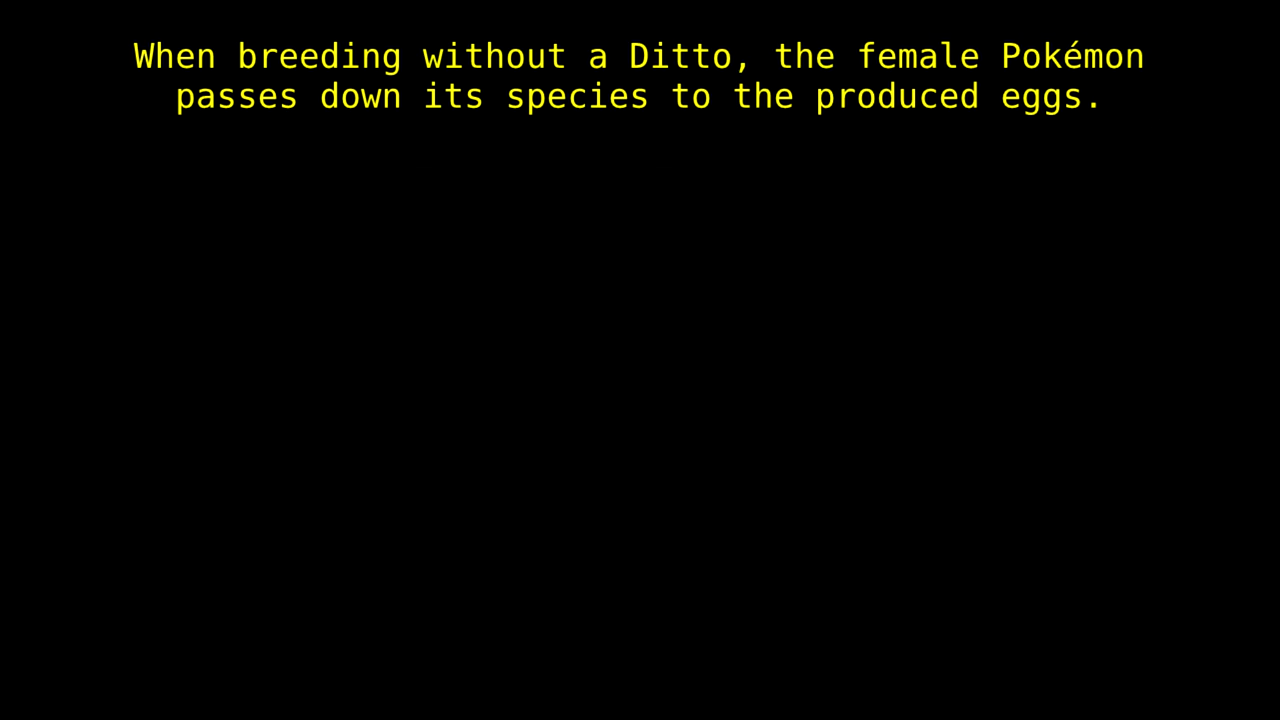 When breeding without a Ditto, the female Pokémon
passes down its species to the produced eggs.